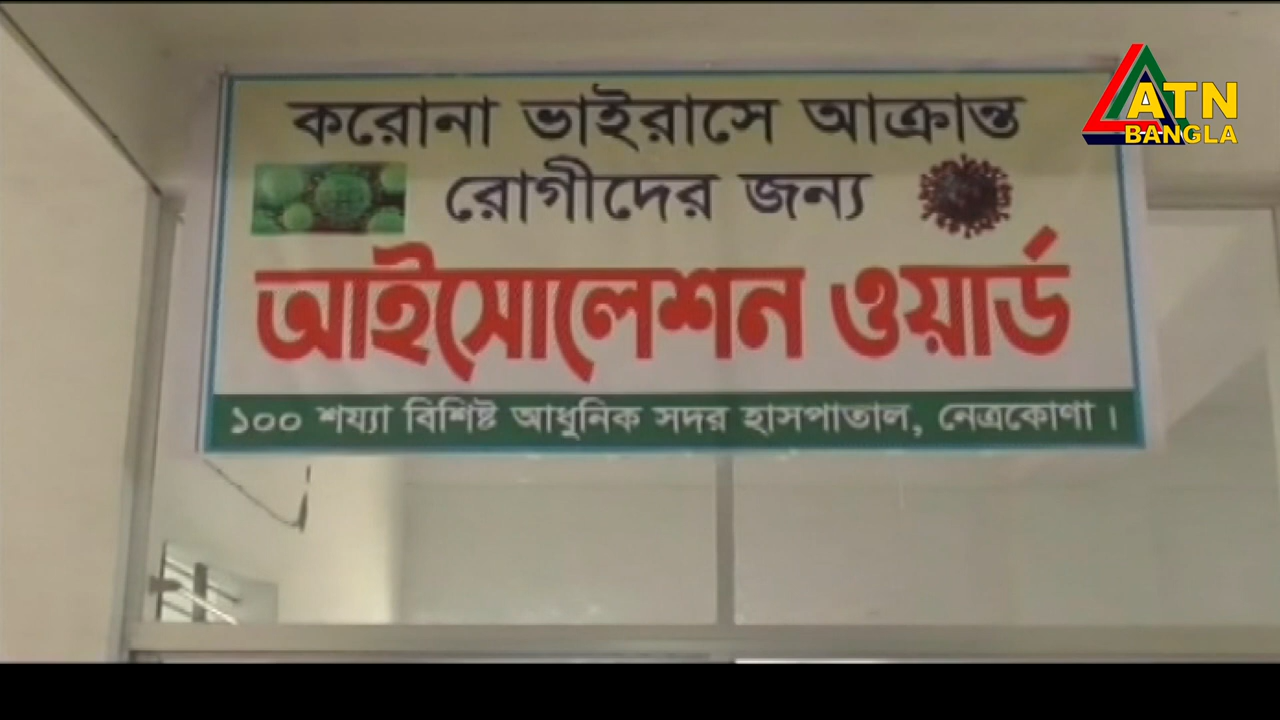 করোনা ভাইরাসে আক্রান্ত
রোগীদের জন্য
আইসোলেশন ওয়ার্ড
১০০ শয্যা বিশিষ্ট আধুনিক সদর হাসপাতাল, নেত্রকোণা।
ATN
BANGLA